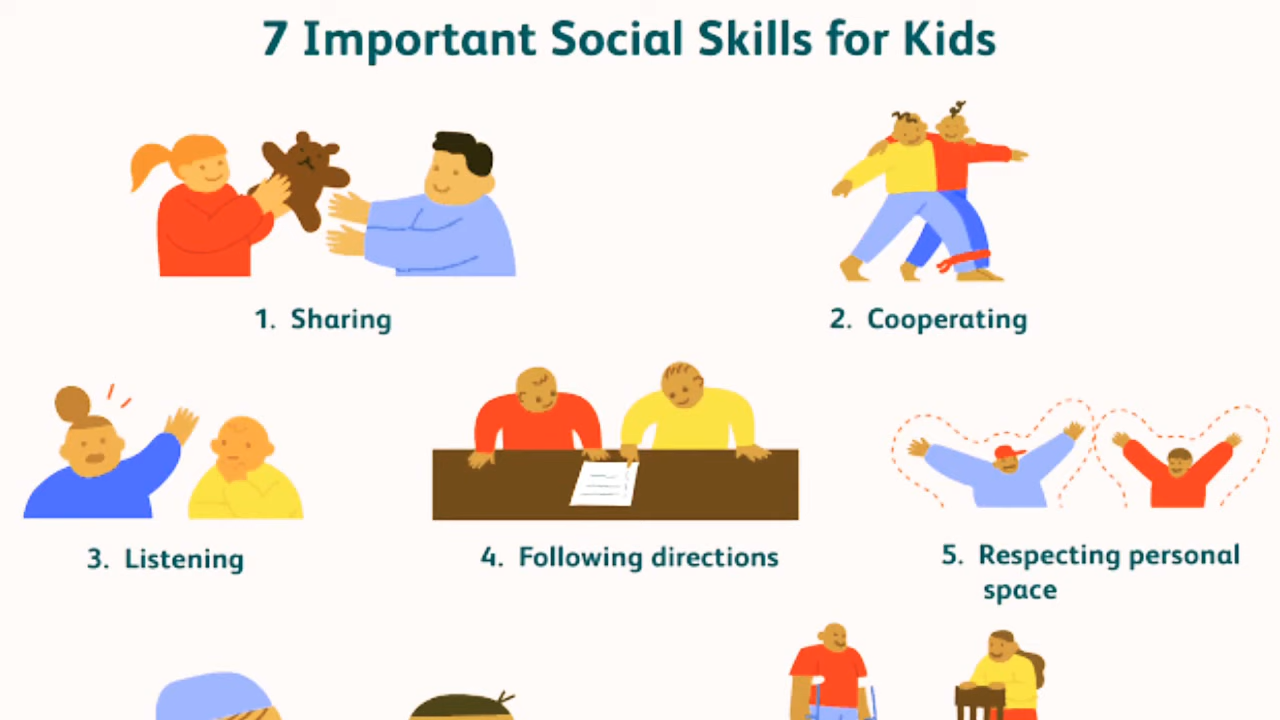 7 Important Social Skills for Kids
1. Sharing
2. Cooperating
3. Listening
4. Following directions
5. Respecting personal
space